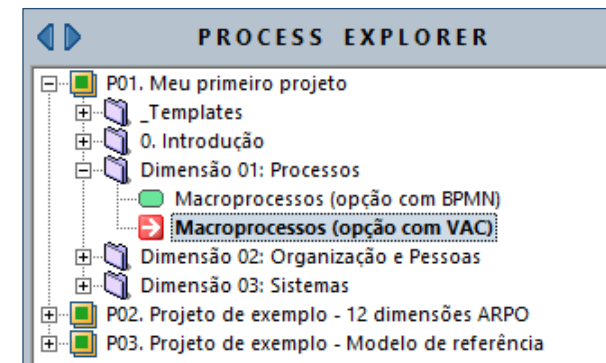 PROCESS EXPLORER
P01. Meu primeiro projeto
_Templates
0. Introdução
Dimensão 01: Processos
Macroprocessos (opção com BPMN)
Macroprocessos (opção com VAC)
Dimensão 02: Organização e Pessoas
Dimensão 03: Sistemas
P02. Projeto de exemplo - 12 dimensões ARPO
P03. Projeto de exemplo - Modelo de referência